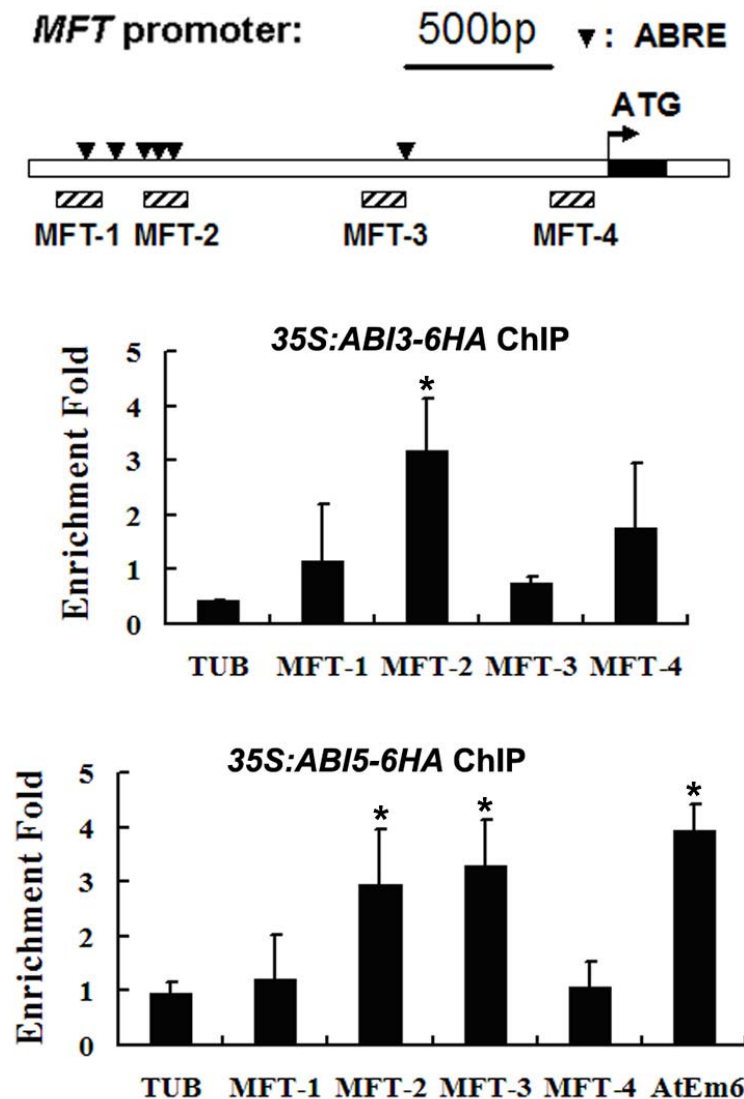 MFT promoter: 500bp ▼: ABRE
ATG
MFT-1 MFT-2 MFT-3 MFT-4
35S:ABI3-6HA ChIP
Enrichment Fold
5
4
3
2
1
0
*
TUB MFT-1 MFT-2 MFT-3 MFT-4
35S:ABI5-6HA ChIP
Enrichment Fold
5
4
3
2
1
0
* * *
TUB MFT-1 MFT-2 MFT-3 MFT-4 AtEm6